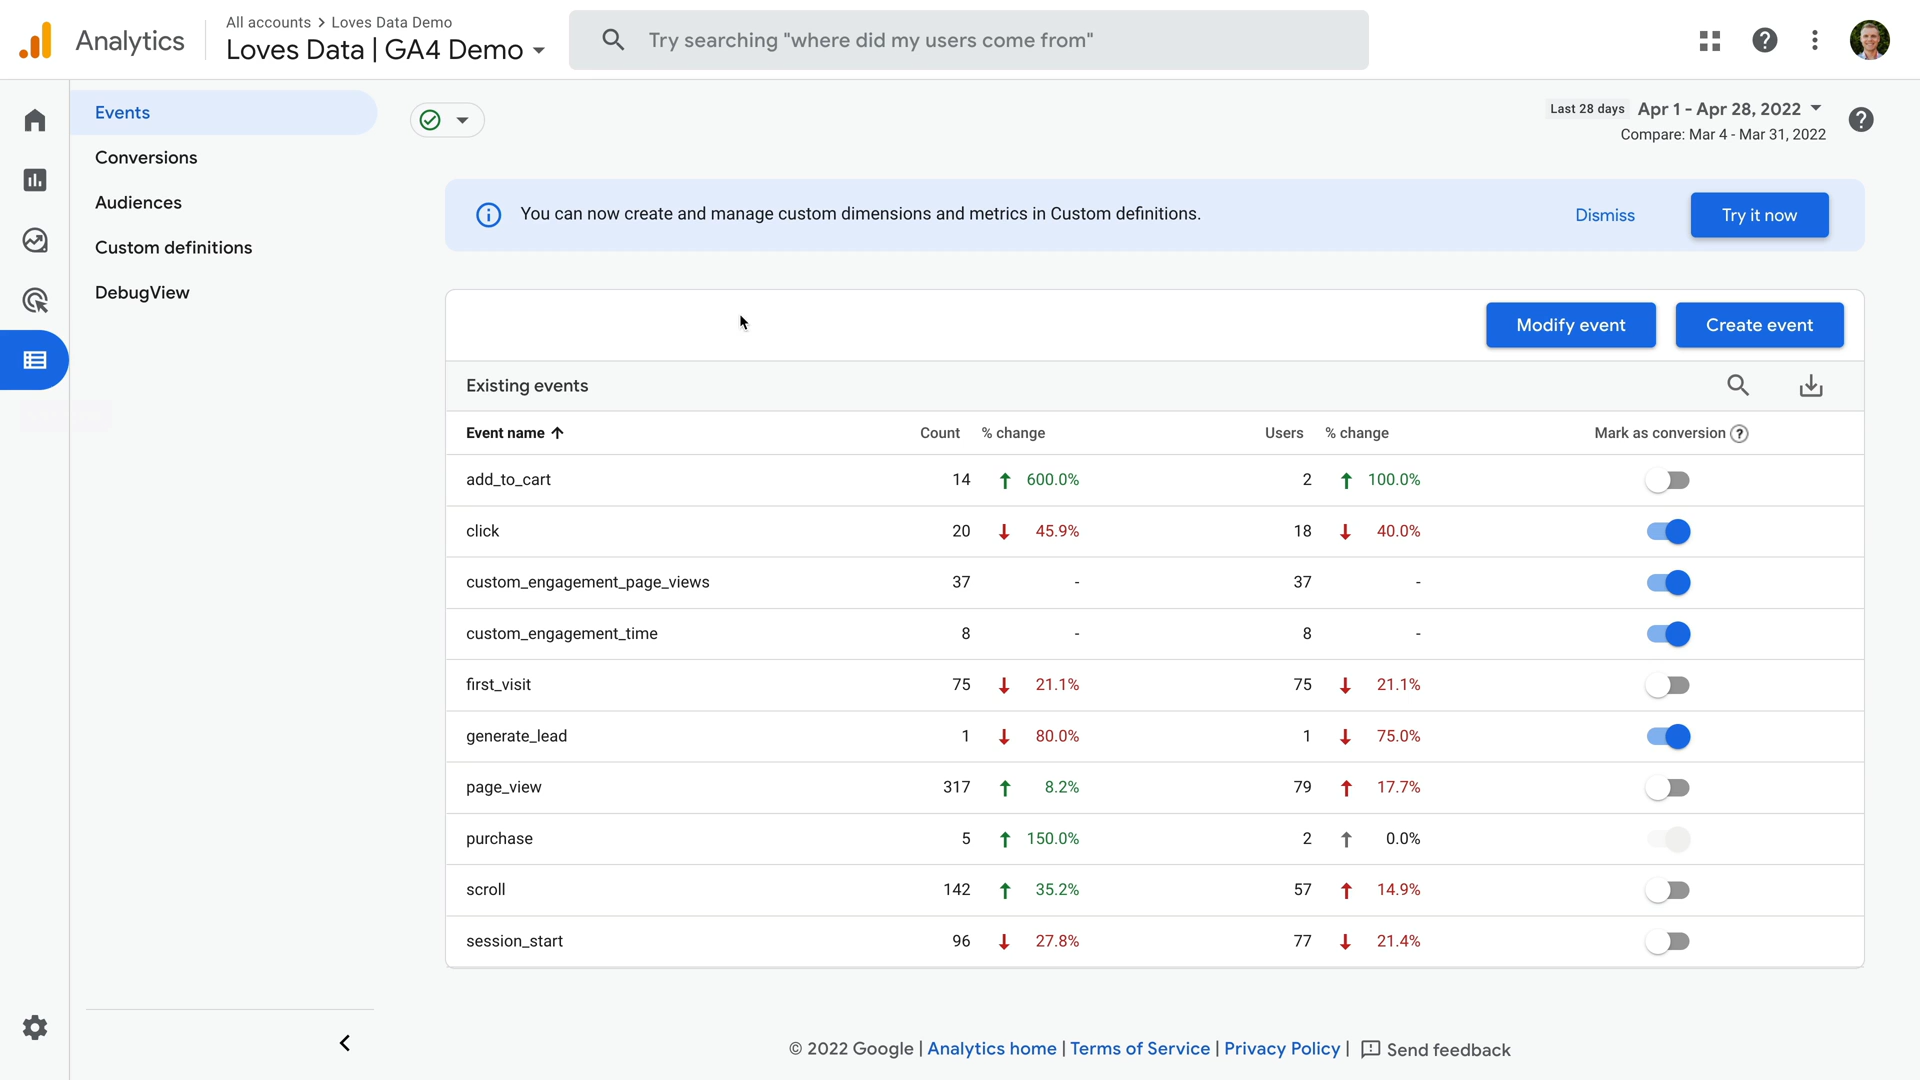 Analytics
All accounts > Loves Data Demo
Loves Data | GA4 Demo
Try searching "where did my users come from"
Events
Conversions
Audiences
Custom definitions
DebugView
Last 28 days Apr 1 - Apr 28, 2022
Compare: Mar 4 - Mar 31, 2022
You can now create and manage custom dimensions and metrics in Custom definitions.
Dismiss
Try it now
Modify event
Create event
Existing events
Event name Count % change Users % change Mark as conversion
add_to_cart 14 600.0% 2 100.0%
click 20 45.9% 18 40.0%
custom_engagement_page_views 37 - 37 -
custom_engagement_time 8 - 8 -
first_visit 75 21.1% 75 21.1%
generate_lead 1 80.0% 1 75.0%
page_view 317 8.2% 79 17.7%
purchase 5 150.0% 2 0.0%
scroll 142 35.2% 57 14.9%
session_start 96 27.8% 77 21.4%
© 2022 Google | Analytics home | Terms of Service | Privacy Policy | Send feedback